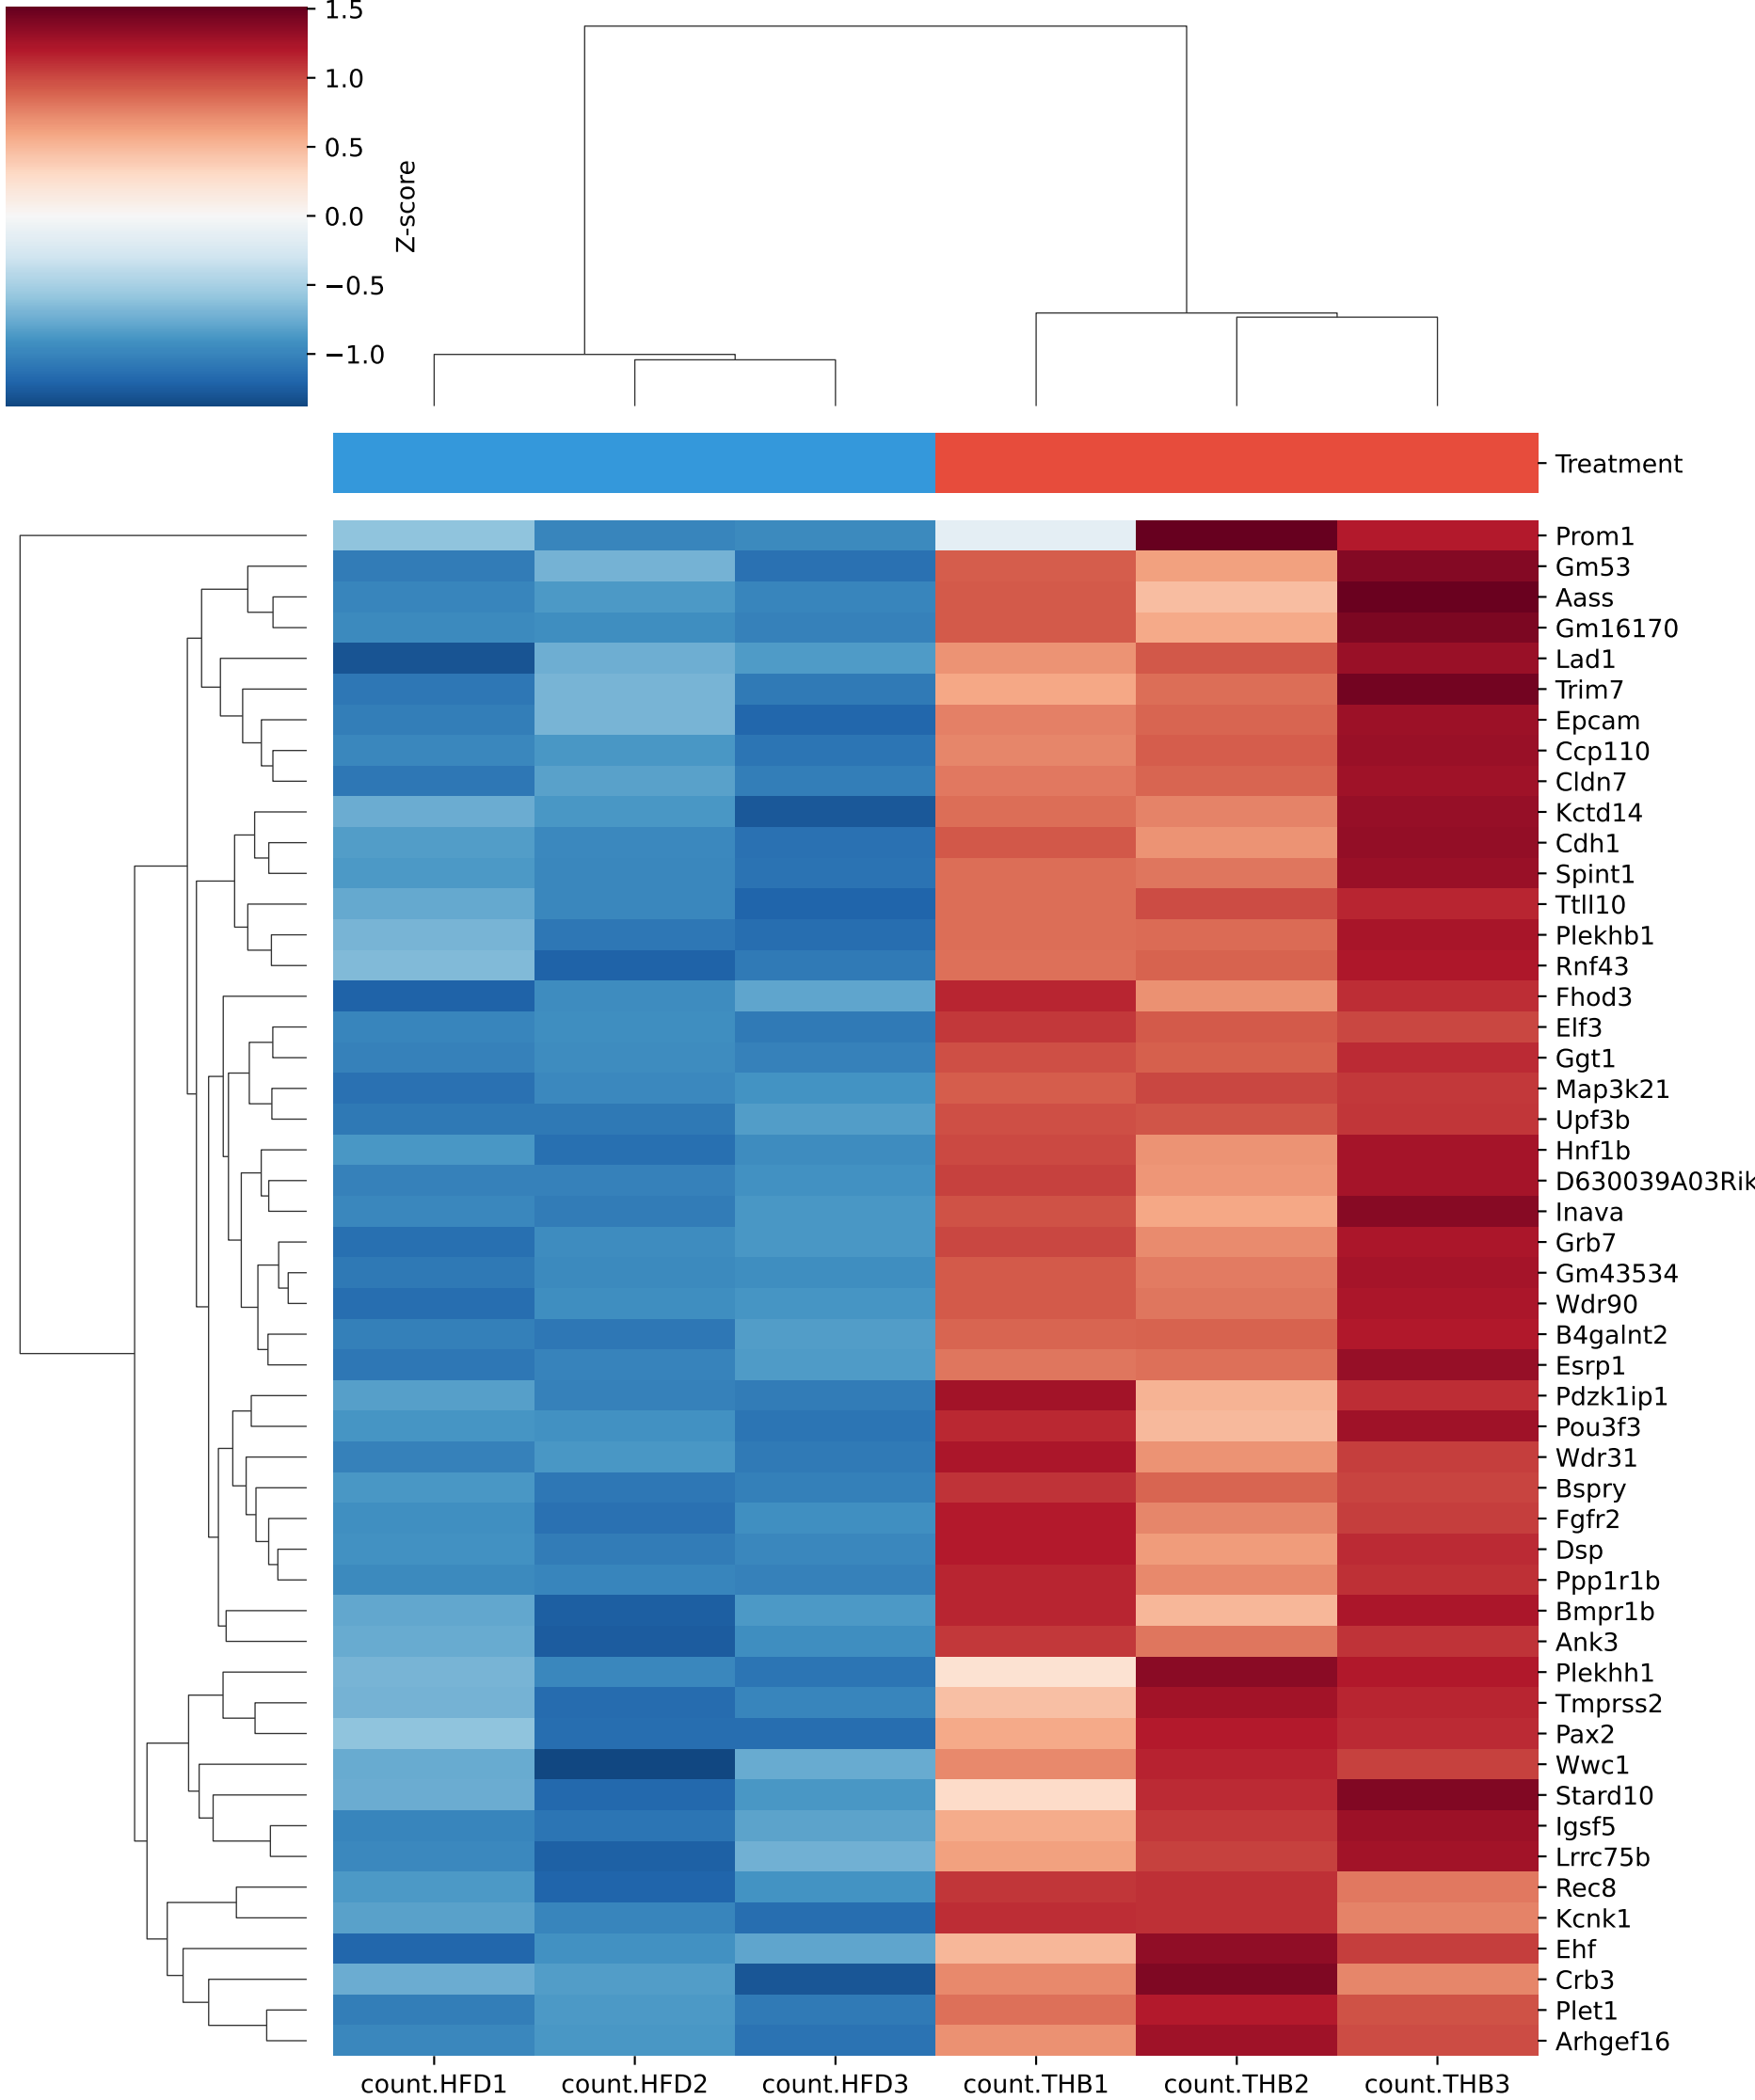 1.5
1.0
0.5
0.0
−0.5
−1.0
Z-score
Treatment
Prom1
Gm53
Aass
Gm16170
Lad1
Trim7
Epcam
Ccp110
Cldn7
Kctd14
Cdh1
Spint1
Ttll10
Plekhb1
Rnf43
Fhod3
Elf3
Ggt1
Map3k21
Upf3b
Hnf1b
D630039A03Rik
Inava
Grb7
Gm43534
Wdr90
B4galnt2
Esrp1
Pdzk1ip1
Pou3f3
Wdr31
Bspry
Fgfr2
Dsp
Ppp1r1b
Bmpr1b
Ank3
Plekhh1
Tmprss2
Pax2
Wwc1
Stard10
Igsf5
Lrrc75b
Rec8
Kcnk1
Ehf
Crb3
Plet1
Arhgef16
count.HFD1 count.HFD2 count.HFD3 count.THB1 count.THB2 count.THB3